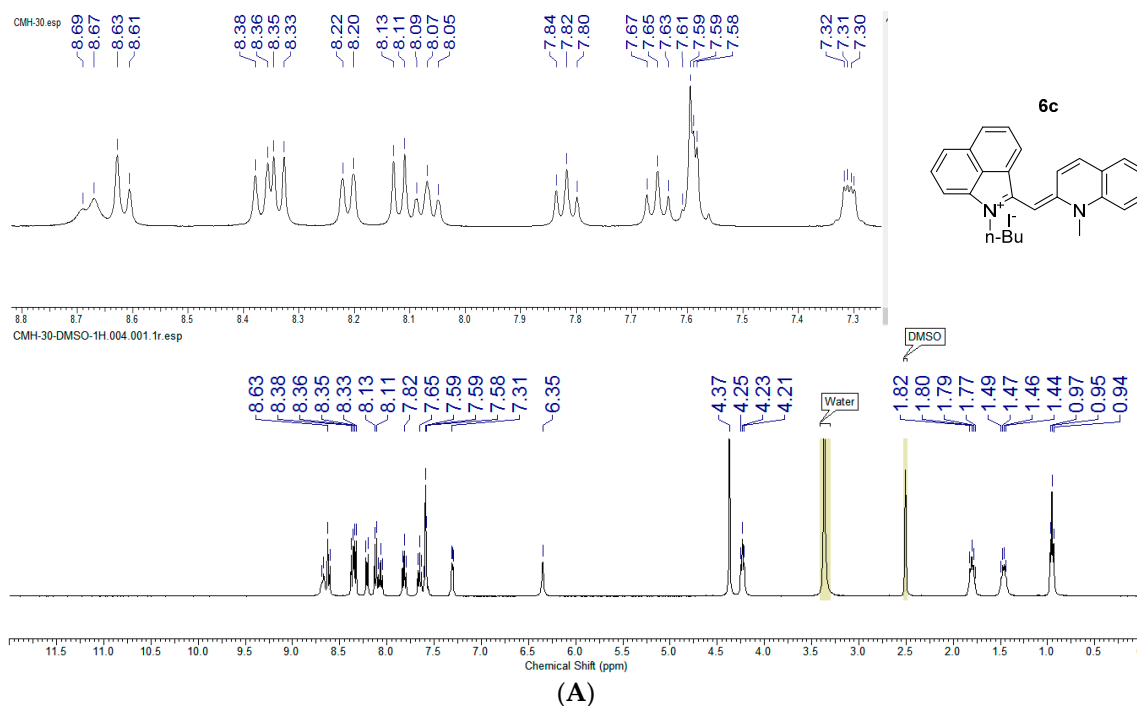 CMH-30.esp
8.69 8.67 8.63 8.61 8.38 8.36 8.35 8.33 8.22 8.20 8.13 8.11 8.09 8.07 8.05 7.84 7.82 7.80 7.67 7.65 7.63 7.61 7.59 7.59 7.58 7.32 7.31 7.30
6c
N+
I-
n-Bu
N
8.8 8.7 8.6 8.5 8.4 8.3 8.2 8.1 8.0 7.9 7.8 7.7 7.6 7.5 7.4 7.3
CMH-30-DMSO-1H.004.001.1r.esp
DMSO
Water
8.63 8.38 8.36 8.35 8.33 8.13 8.11 7.82 7.65 7.59 7.59 7.58 7.31 6.35 4.37 4.25 4.23 4.21 1.82 1.80 1.79 1.77 1.49 1.47 1.46 1.44 0.97 0.95 0.94
11.5 11.0 10.5 10.0 9.5 9.0 8.5 8.0 7.5 7.0 6.5 6.0 5.5 5.0 4.5 4.0 3.5 3.0 2.5 2.0 1.5 1.0 0.5
Chemical Shift (ppm)
(A)